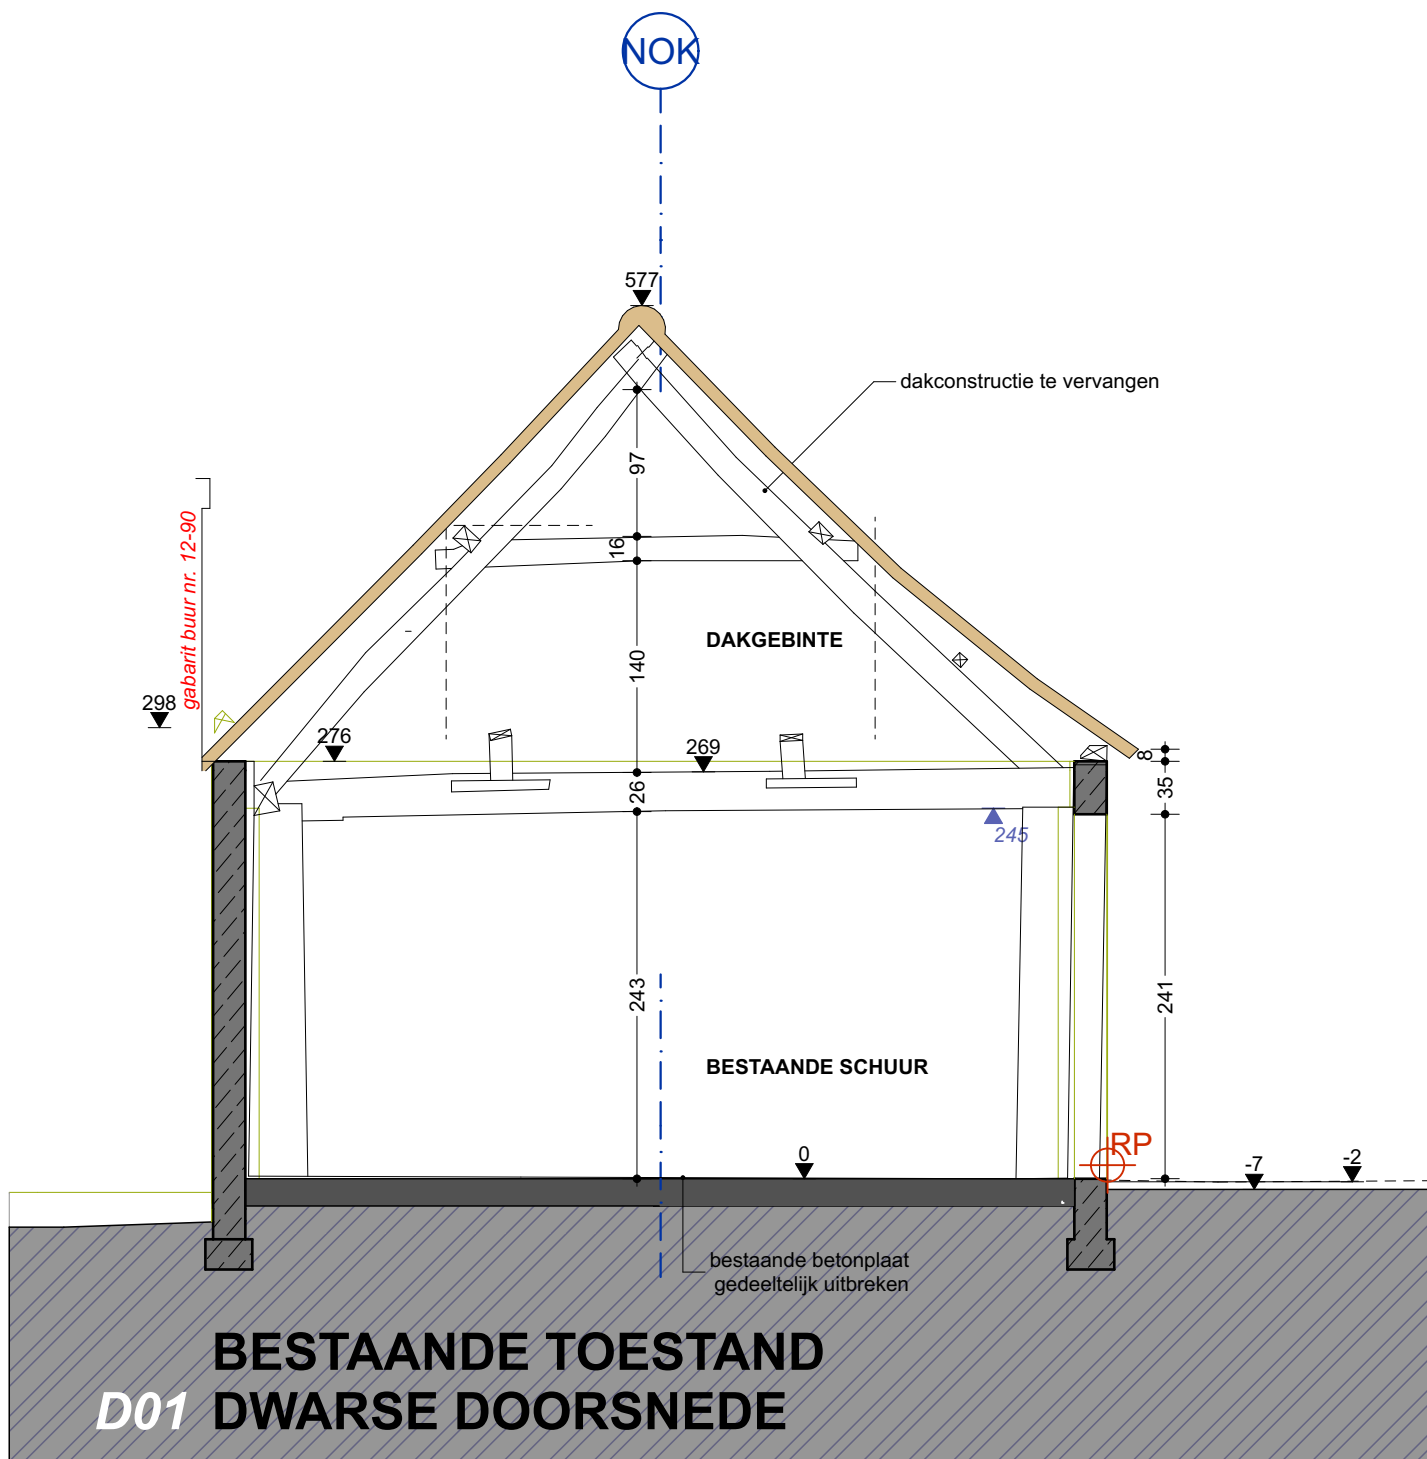 NOK
577
dakconstructie te vervangen
97
gabarit buur nr. 12-90
16
DAKGEBINTE
140
298
276
269
8
26
35
245
243
241
BESTAANDE SCHUUR
RP
0
-7
-2
bestaande betonplaat
gedeeltelijk uitbreken
BESTAANDE TOESTAND
D01 DWARSE DOORSNEDE